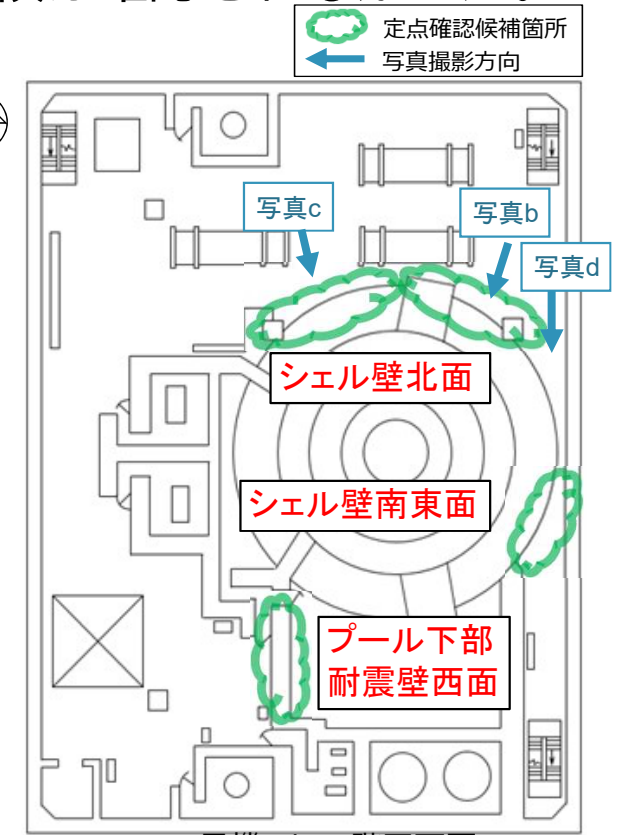 定点確認候補箇所
写真撮影方向
写真c
写真b
写真d
シェル壁北面
シェル壁南東面
プール下部
耐震壁西面